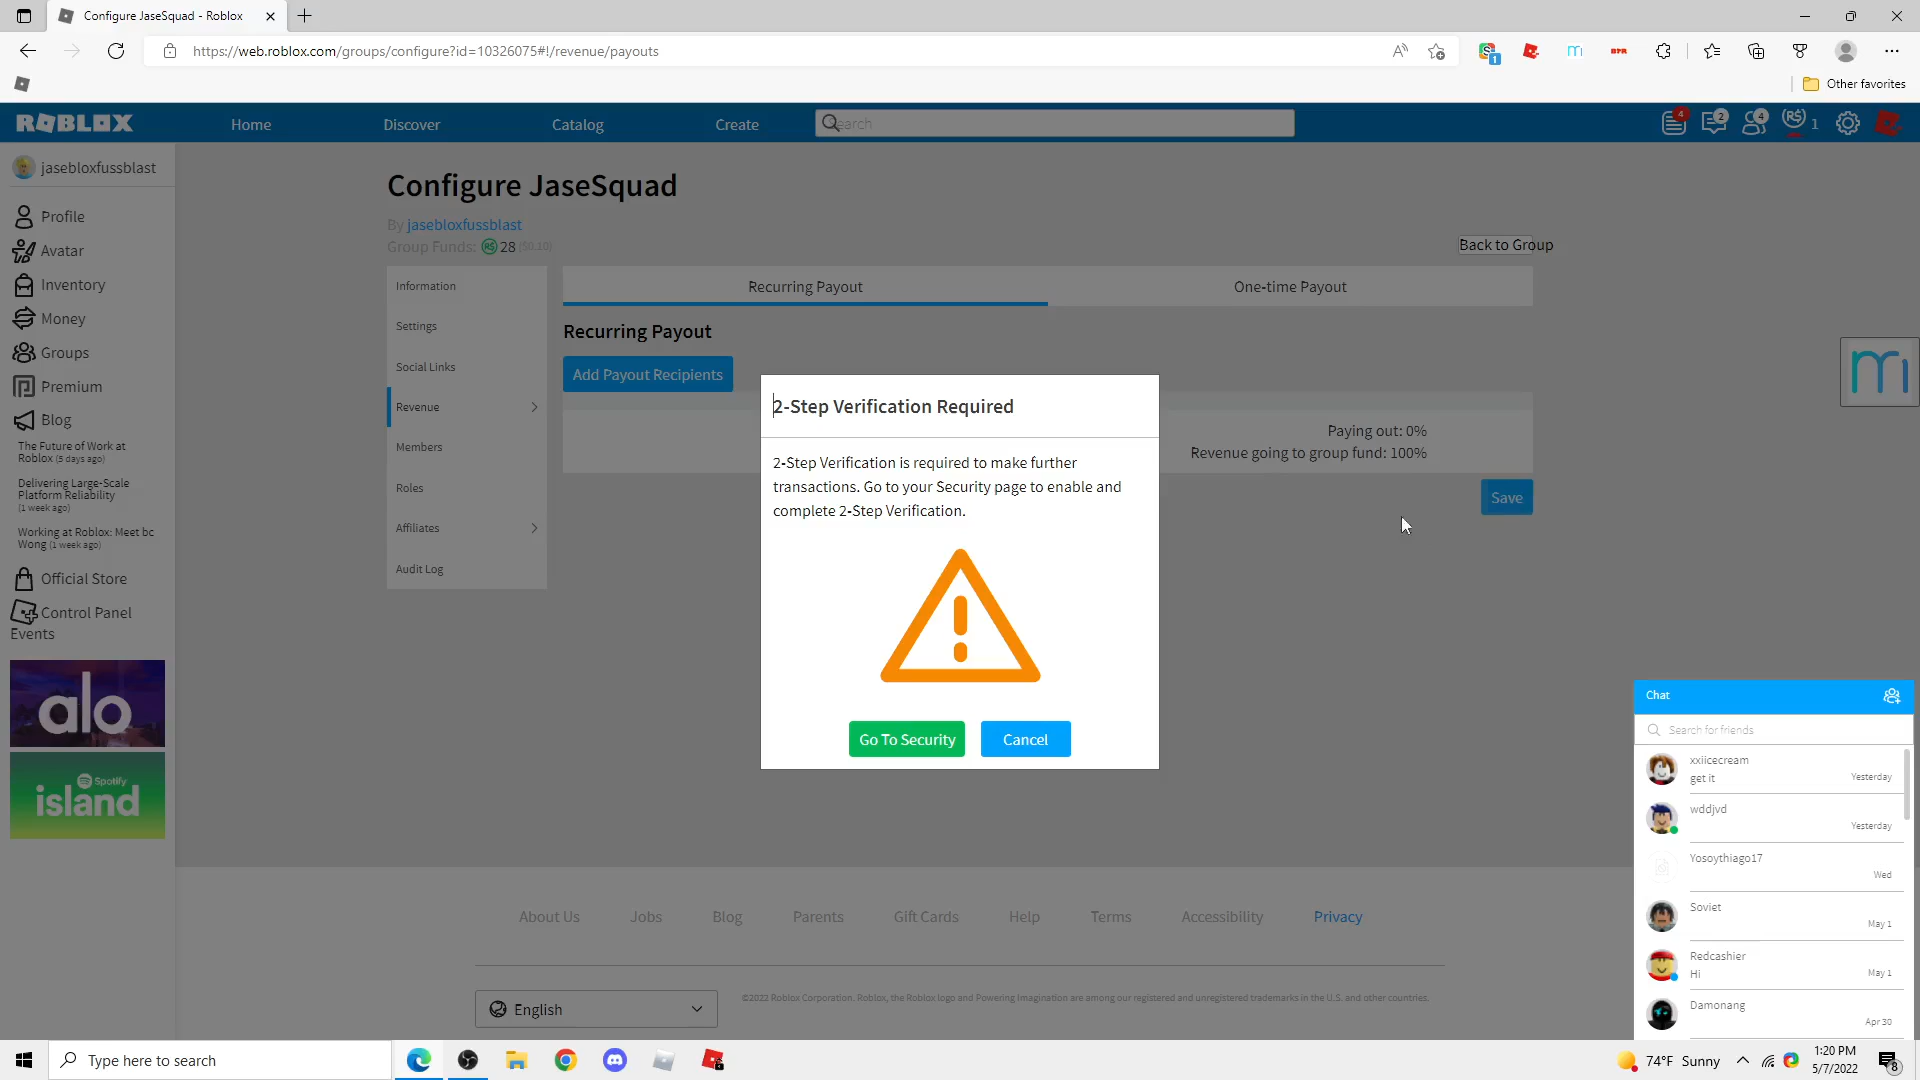 Configure JaseSquad - Roblox
https://web.roblox.com/groups/configure?id=10326075#!/revenue/payouts
Other favorites
ROBLOX
Home
Discover
Catalog
Create
Search
4
2
4
1
jasebloxfussblast
Profile
Avatar
Inventory
Money
Groups
Premium
Blog
The Future of Work at
Roblox (5 days ago)
Delivering Large-Scale
Platform Reliability
(1 week ago)
Working at Roblox: Meet bc
Wong (1 week ago)
Official Store
Control Panel
Events
alo
Spotify
island
Configure JaseSquad
By jasebloxfussblast
Group Funds: R$ 28 ($0.10)
Back to Group
Information
Settings
Social Links
Revenue
Members
Roles
Affiliates
Audit Log
Recurring Payout
One-time Payout
Recurring Payout
Add Payout Recipients
Paying out: 0%
Revenue going to group fund: 100%
Save
2-Step Verification Required
2-Step Verification is required to make further
transactions. Go to your Security page to enable and
complete 2-Step Verification.
Go To Security
Cancel
Chat
Search for friends
xxiicecream
get it
Yesterday
wddjvd
Yesterday
Yosoythiago17
Wed
Soviet
May 1
Redcashier
Hi
May 1
Damonang
Apr 30
About Us
Jobs
Blog
Parents
Gift Cards
Help
Terms
Accessibility
Privacy
English
©2022 Roblox Corporation. Roblox, the Roblox logo and Powering Imagination are among our registered and unregistered trademarks in the U.S. and other countries.
Type here to search
74°F Sunny
1:20 PM
5/7/2022
8